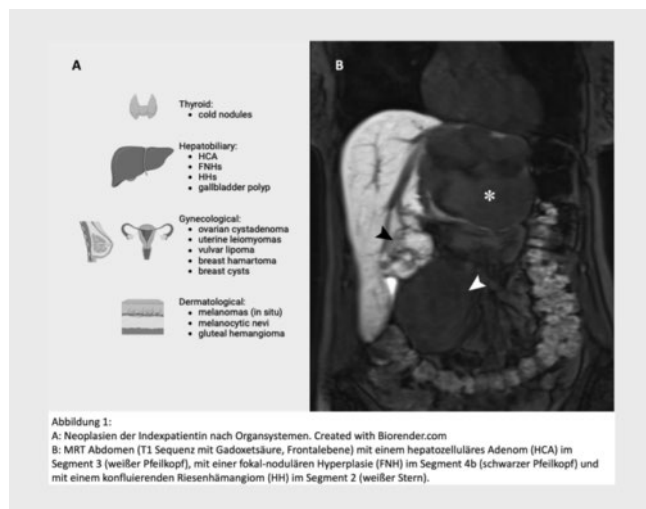 A
B
Thyroid:
• cold nodules
Hepatobiliary:
• HCA
• FNHs
• HHs
• gallbladder polyp
Gynecological:
• ovarian cystadenoma
• uterine leiomyomas
• vulvar lipoma
• breast hamartoma
• breast cysts
Dermatological:
• melanomas (in situ)
• melanocytic nevi
• gluteal hemangioma
*
Abbildung 1:
A: Neoplasien der Indexpatientin nach Organsystemen. Created with Biorender.com
B: MRT Abdomen (T1 Sequenz mit Gadoxetsäure, Frontalebene) mit einem hepatozelluläres Adenom (HCA) im
Segment 3 (weißer Pfeilkopf), mit einer fokal-nodulären Hyperplasie (FNH) im Segment 4b (schwarzer Pfeilkopf) und
mit einem konfluierenden Riesenhämangiom (HH) im Segment 2 (weißer Stern).